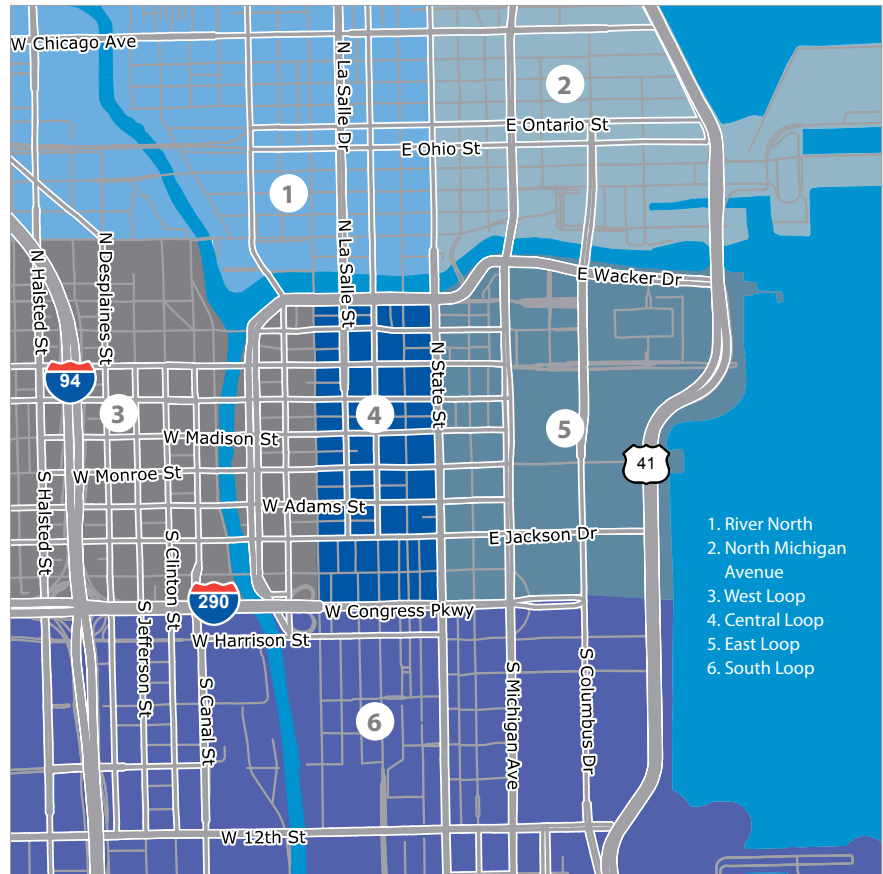 W Chicago Ave
N La Salle Dr
2
E Ontario St
E Ohio St
1
N La Salle St
N Halsted St
N Desplaines St
E Wacker Dr
94
N State St
3
4
5
W Madison St
41
W Monroe St
S Halsted St
W Adams St
S Clinton St
E Jackson Dr
1. River North
2. North Michigan
Avenue
3. West Loop
4. Central Loop
5. East Loop
6. South Loop
290
W Congress Pkwy
S Jefferson St
W Harrison St
S Canal St
S Michigan Ave
S Columbus Dr
6
W 12th St